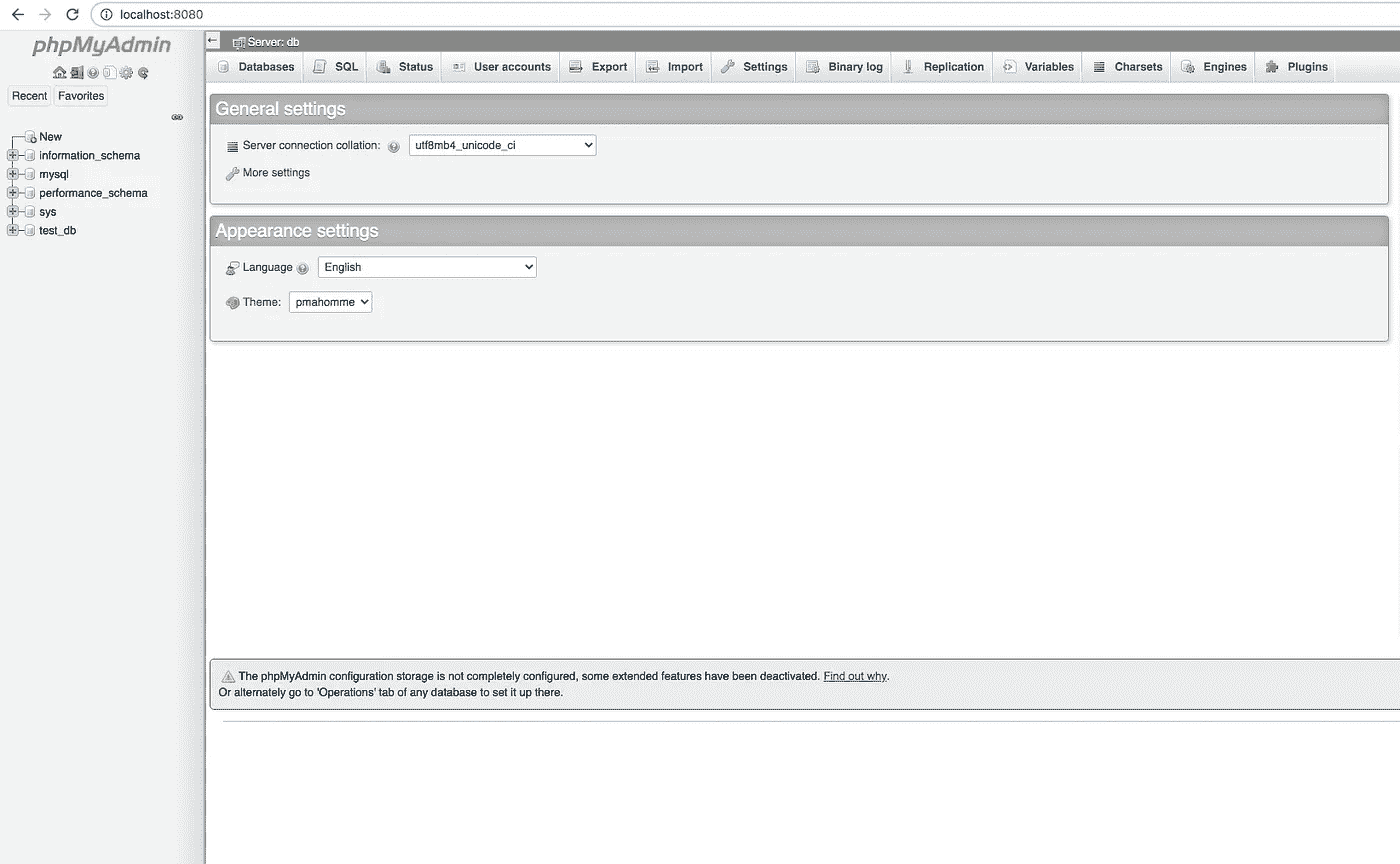 localhost:8080
phpMyAdmin
Recent Favorites
New
information_schema
mysql
performance_schema
sys
test_db
Server: db
Databases SQL Status User accounts Export Import Settings Binary log Replication Variables Charsets Engines Plugins
General settings
Server connection collation: utf8mb4_unicode_ci
More settings
Appearance settings
Language English
Theme: pmahomme
The phpMyAdmin configuration storage is not completely configured, some extended features have been deactivated. Find out why.
Or alternately go to 'Operations' tab of any database to set it up there.